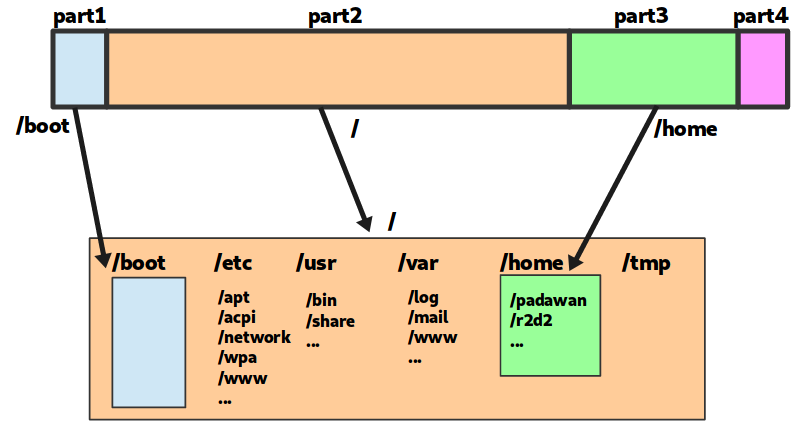 part1 part2 part3 part4
/boot / /home
/
/boot /etc /usr /var /home /tmp
/apt
/acpi
/network
/wpa
/www
...
/bin
/share
...
/log
/mail
/www
...
/padawan
/r2d2
...